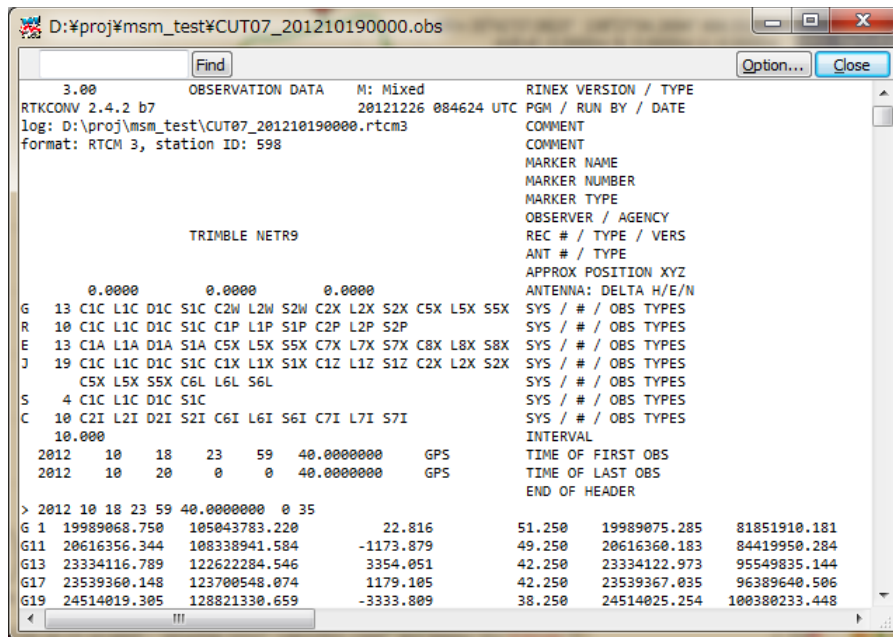 D:¥proj¥msm_test¥CUT07_201210190000.obs
Find Option... Close
3.00 OBSERVATION DATA M: Mixed RINEX VERSION / TYPE
RTKCONV 2.4.2 b7 20121226 084624 UTC PGM / RUN BY / DATE
log: D:\proj\msm_test\CUT07_201210190000.rtcm3 COMMENT
format: RTCM 3, station ID: 598 COMMENT
MARKER NAME
MARKER NUMBER
MARKER TYPE
OBSERVER / AGENCY
TRIMBLE NETR9 REC # / TYPE / VERS
ANT # / TYPE
APPROX POSITION XYZ
0.0000 0.0000 0.0000 ANTENNA: DELTA H/E/N
G 13 C1C L1C D1C S1C C2W L2W S2W C2X L2X S2X C5X L5X S5X SYS / # / OBS TYPES
R 10 C1C L1C D1C S1C C1P L1P S1P C2P L2P S2P SYS / # / OBS TYPES
E 13 C1A L1A D1A S1A C5X L5X S5X C7X L7X S7X C8X L8X S8X SYS / # / OBS TYPES
J 19 C1C L1C D1C S1C C1X L1X S1X C1Z L1Z S1Z C2X L2X S2X SYS / # / OBS TYPES
C5X L5X S5X C6L L6L S6L SYS / # / OBS TYPES
S 4 C1C L1C D1C S1C SYS / # / OBS TYPES
C 10 C2I L2I D2I S2I C6I L6I S6I C7I L7I S7I SYS / # / OBS TYPES
10.000 INTERVAL
2012 10 18 23 59 40.0000000 GPS TIME OF FIRST OBS
2012 10 20 0 0 40.0000000 GPS TIME OF LAST OBS
END OF HEADER
> 2012 10 18 23 59 40.0000000 0 35
G 1 19989068.750 105043783.220 22.816 51.250 19989075.285 81851910.181
G11 20616356.344 108338941.584 -1173.879 49.250 20616360.183 84419950.284
G13 23334116.789 122622284.546 3354.051 42.250 23334122.973 95549835.144
G17 23539360.148 123700548.074 1179.105 42.250 23539367.035 96389640.506
G19 24514019.305 128821330.659 -3333.809 38.250 24514025.254 100380233.448